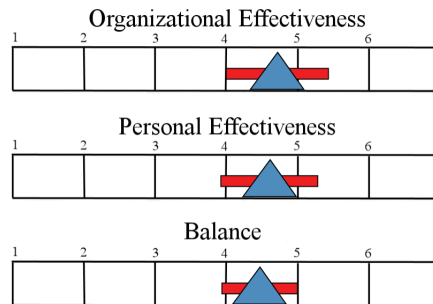 Organizational Effectiveness
1 2 3 4 5 6
Personal Effectiveness
1 2 3 4 5 6
Balance
1 2 3 4 5 6